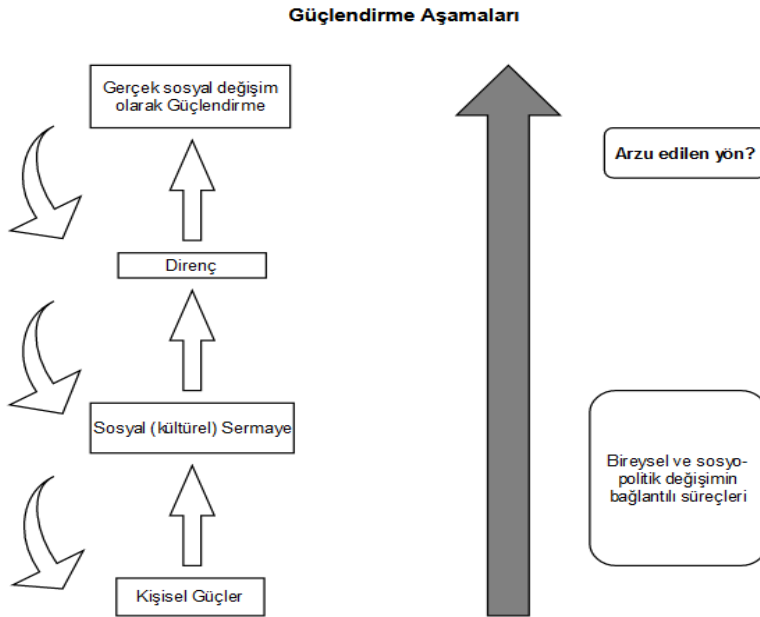 Güçlendirme Aşamaları
Gerçek sosyal değişim
olarak Güçlendirme
Arzu edilen yön?
Direnç
Sosyal (kültürel) Sermaye
Bireysel ve sosyo-
politik değişimin
bağlantılı süreçleri
Kişisel Güçler